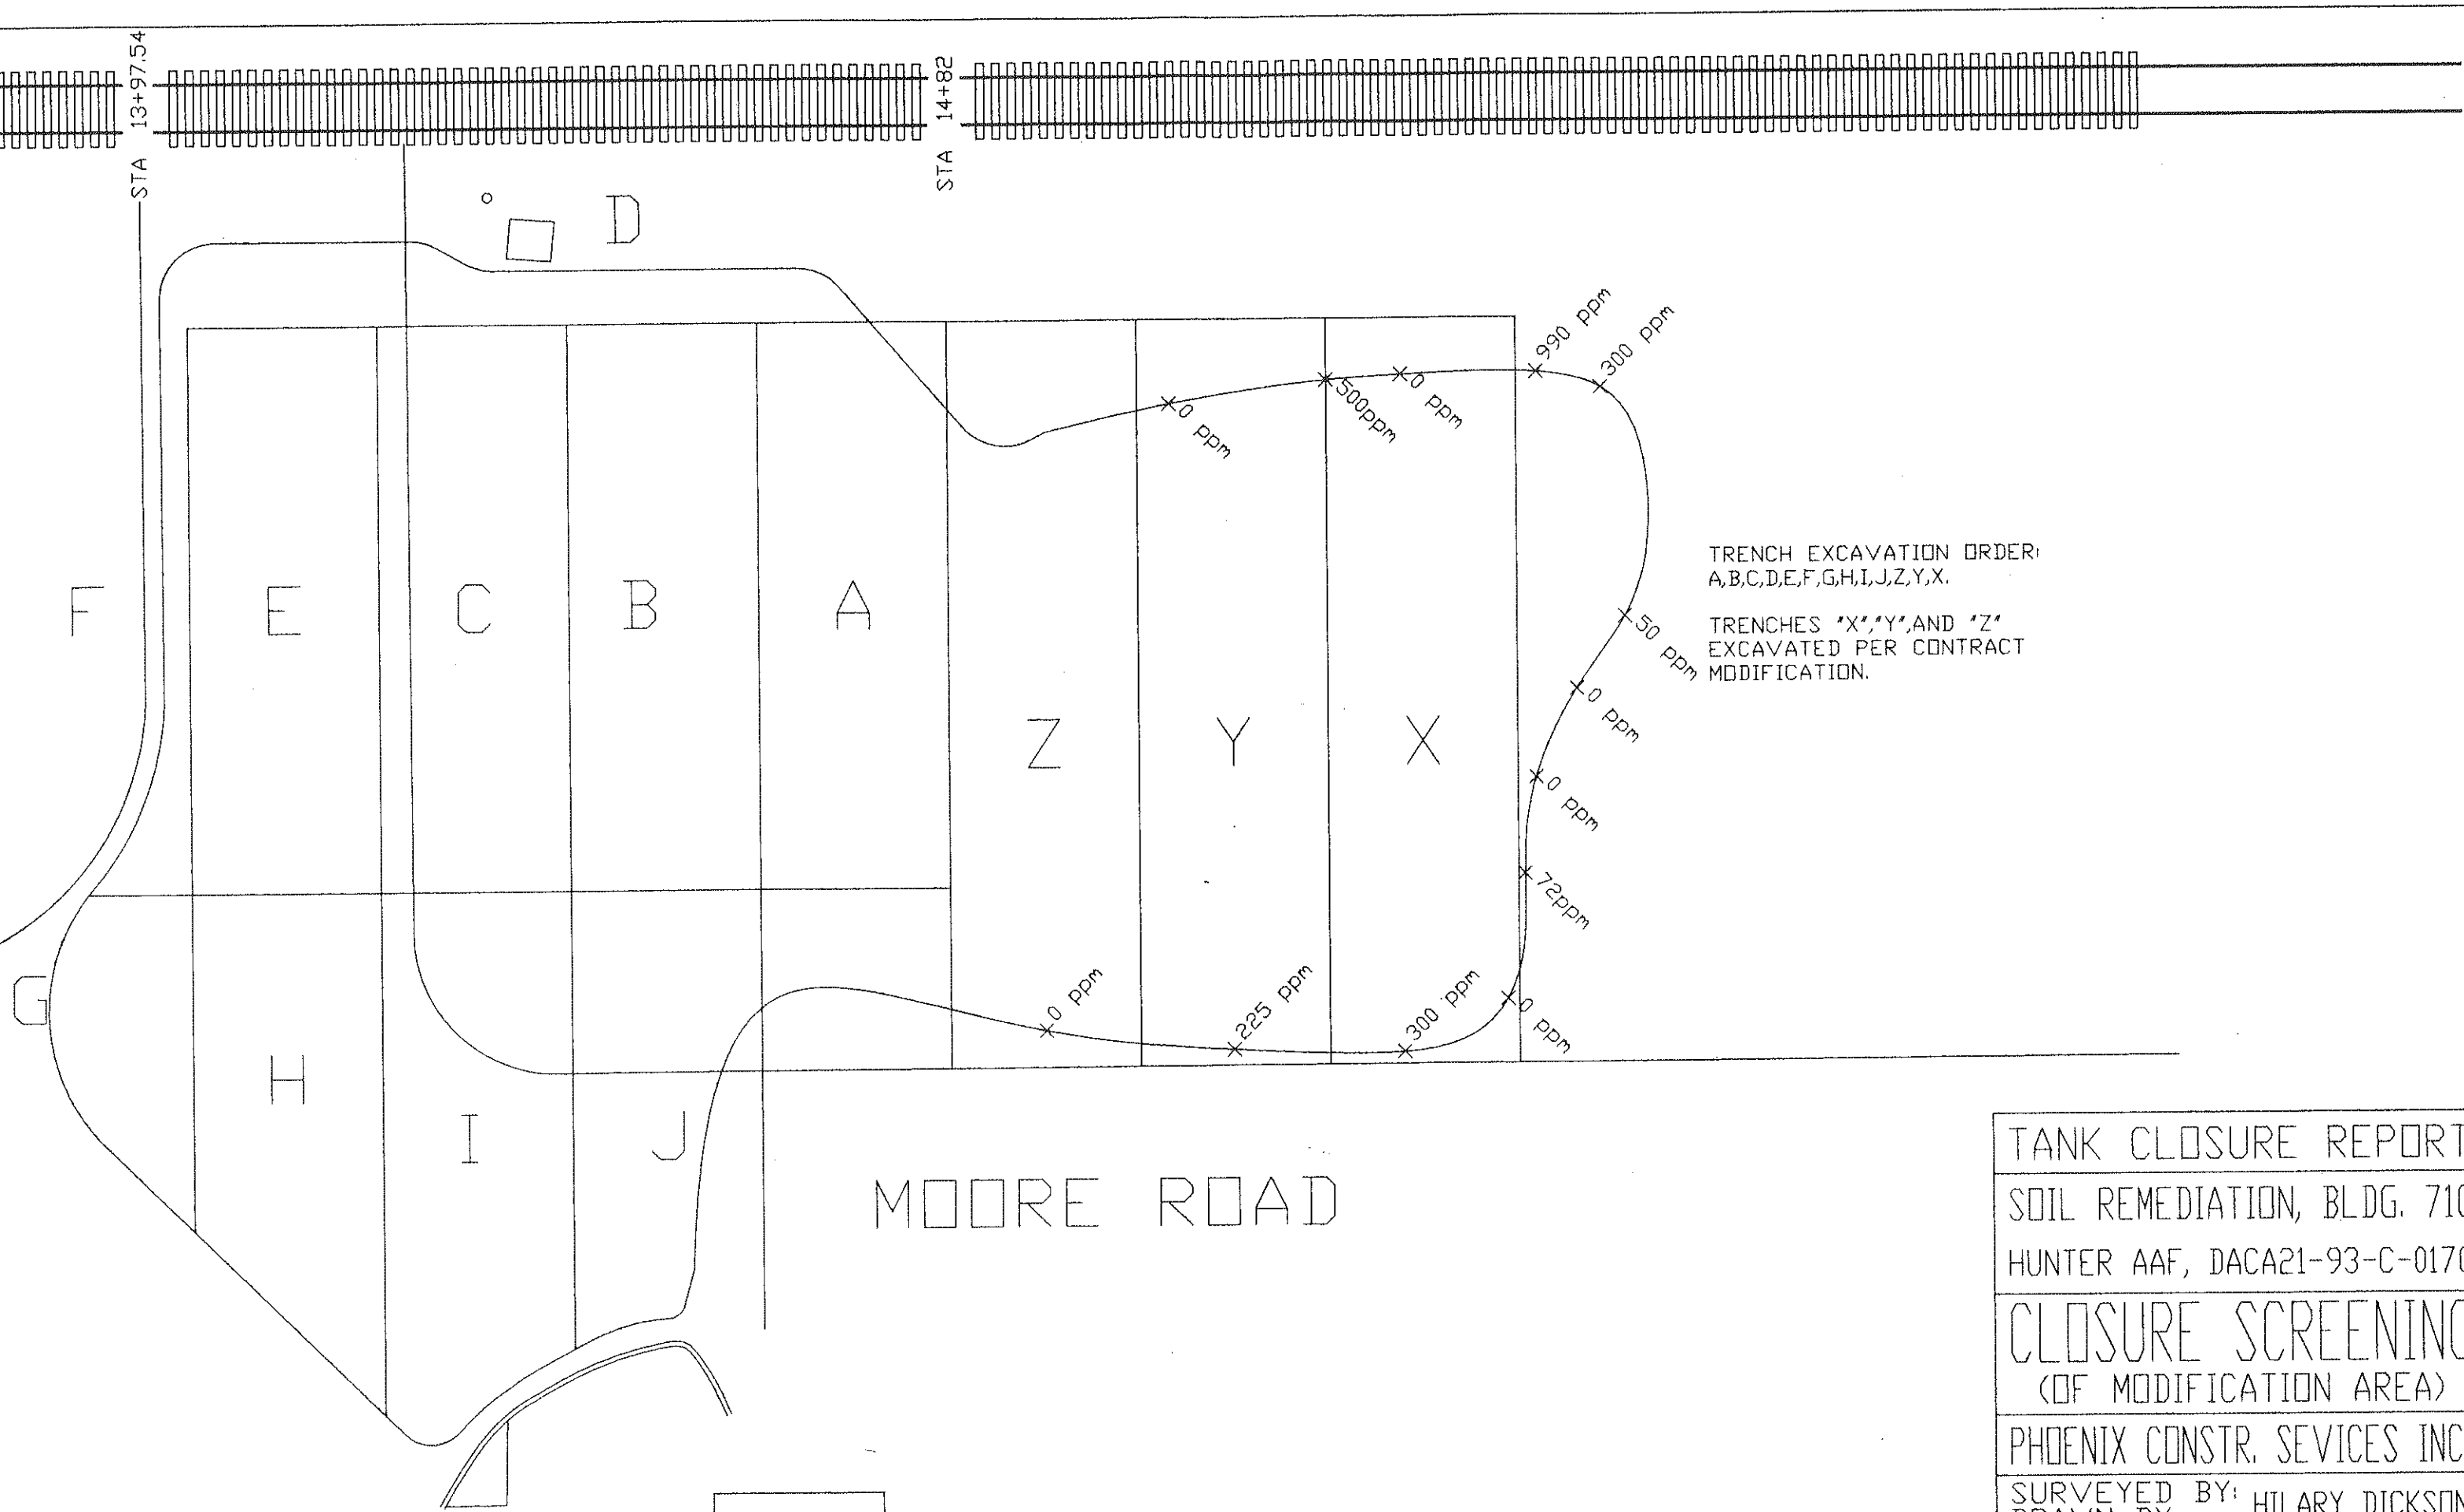 STA 13+97.54
STA 14+82
D
990 ppm
300 ppm
0 ppm
500ppm
0 ppm
TRENCH EXCAVATION ORDER:
A,B,C,D,E,F,G,H,I,J,Z,Y,X.
TRENCHES "X","Y",AND "Z"
EXCAVATED PER CONTRACT
MODIFICATION.
F
E
C
B
A
50 ppm
0 ppm
Z
Y
X
0 ppm
72ppm
G
0 ppm
225 ppm
300 ppm
0 ppm
H
I
J
MOORE ROAD
TANK CLOSURE REPORT
SOIL REMEDIATION, BLDG. 710
HUNTER AAF, DACA21-93-C-0170
CLOSURE SCREENING
(OF MODIFICATION AREA)
PHOENIX CONSTR. SEVICES INC.
SURVEYED BY: HILARY DICKSON